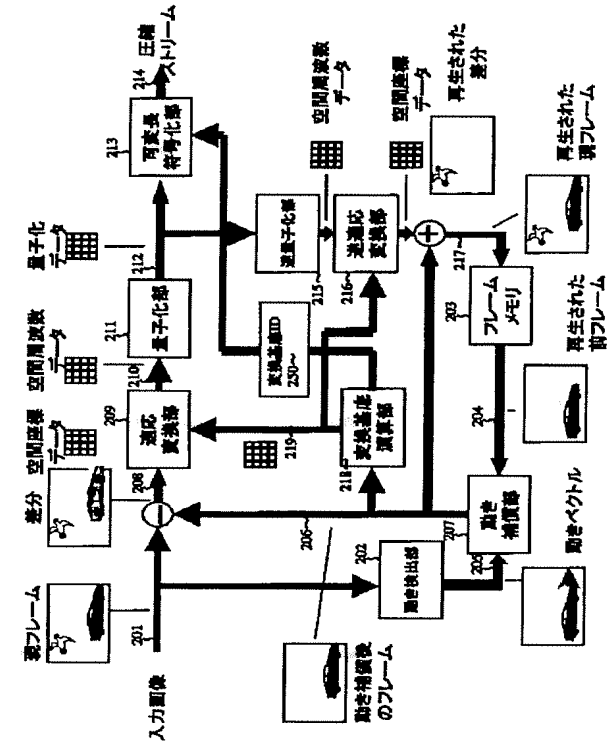 現フレーム
差分
空間座標
データ
空間周波数
データ
量子化
データ
入力画像
201
208
209
適応
変換部
210
211
量子化部
212
213
可変長
符号化部
214
圧縮
ストリーム
動き補償後
のフレーム
206
219
変換基底ID
250
215
逆量子化部
空間周波数
データ
202
動き検出部
218
変換基底
演算部
216
逆適応
変換部
空間座標
データ
205
207
動き
補償部
204
203
フレーム
メモリ
217
再生された
差分
動きベクトル
再生された
前フレーム
再生された
現フレーム